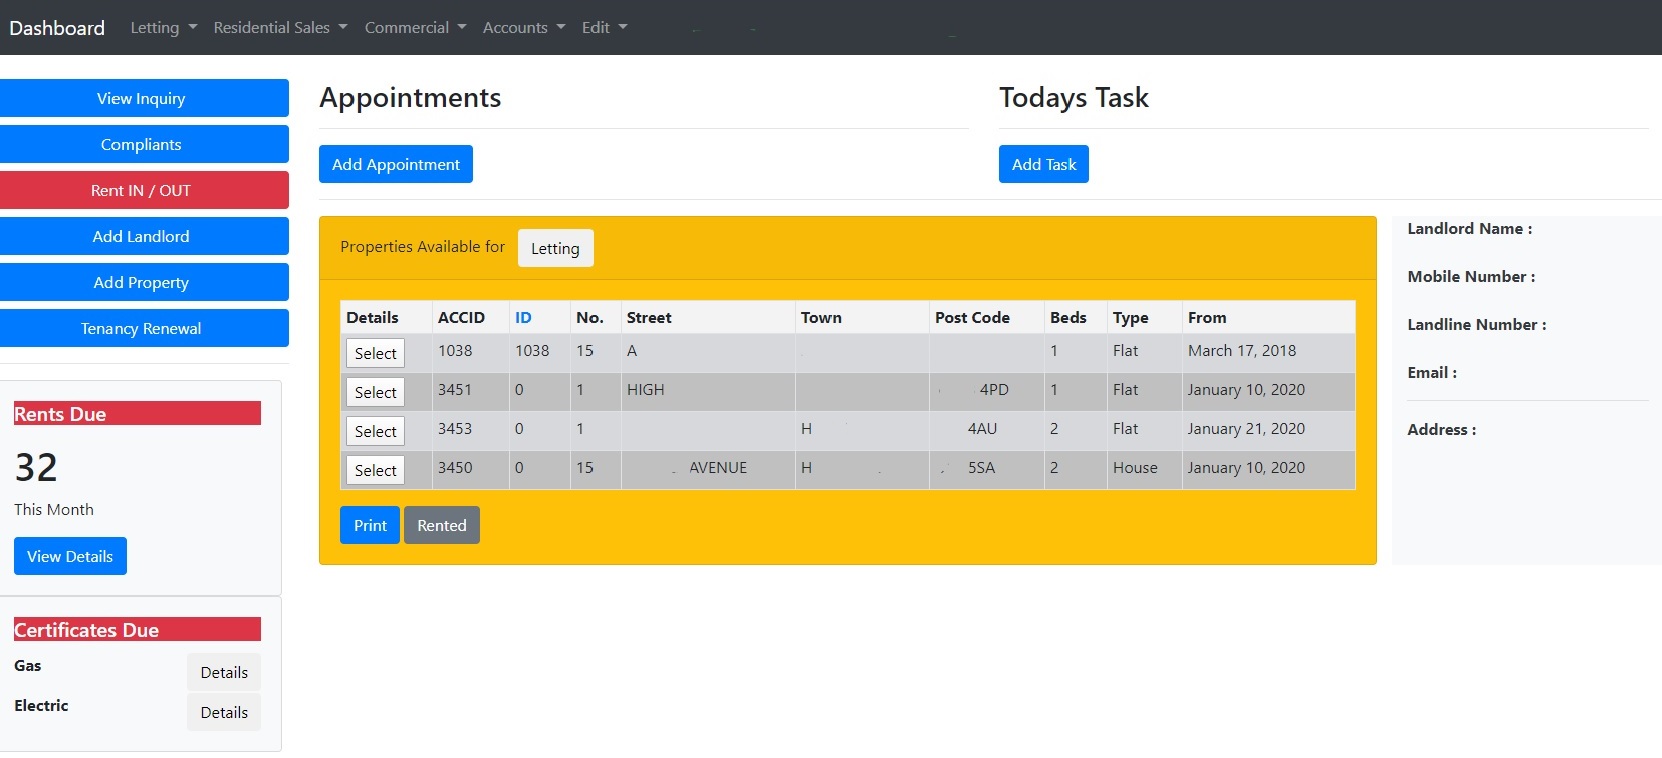 Dashboard Letting Residential Sales Commercial Accounts Edit
View Inquiry
Compliants
Rent IN / OUT
Add Landlord
Add Property
Tenancy Renewal
Rents Due
32
This Month
View Details
Certificates Due
Gas Details
Electric Details
Appointments
Add Appointment
Todays Task
Add Task
Properties Available for Letting
Details ACCID ID No. Street Town Post Code Beds Type From
Select 1038 1038 15 A 1 Flat March 17, 2018
Select 3451 0 1 HIGH 4PD 1 Flat January 10, 2020
Select 3453 0 1 H 4AU 2 Flat January 21, 2020
Select 3450 0 15 AVENUE H 5SA 2 House January 10, 2020
Print Rented
Landlord Name :
Mobile Number :
Landline Number :
Email :
Address :